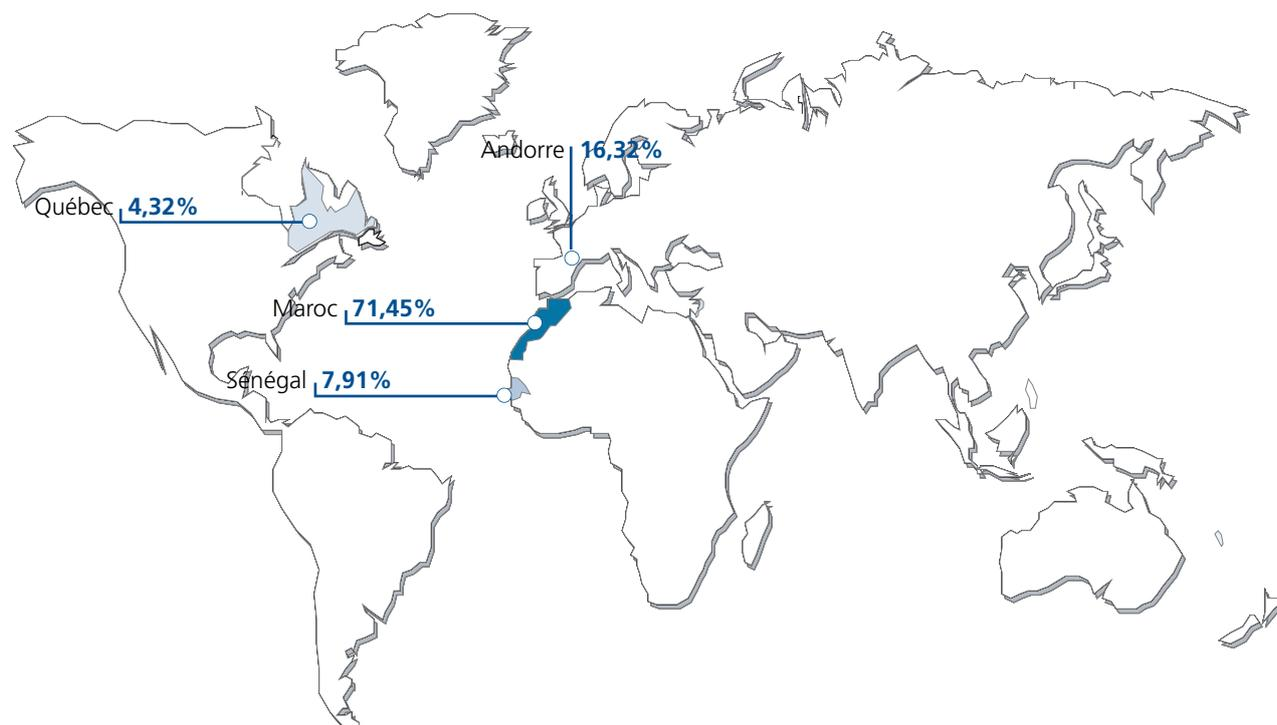 Andorre 16,32%
Québec 4,32%
Maroc 71,45%
Sénégal 7,91%